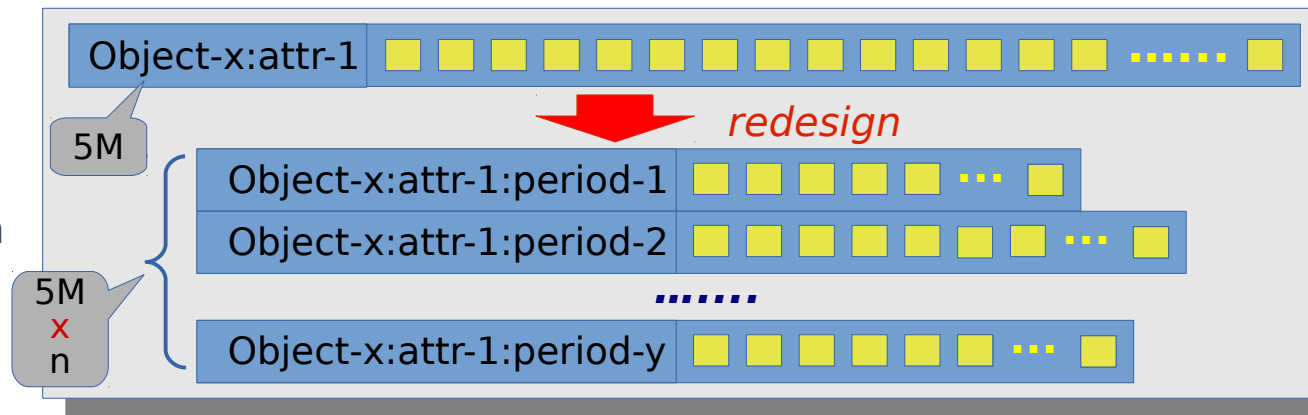 Object-x:attr-1
5M
redesign
Object-x:attr-1:period-1
...
Object-x:attr-1:period-2
...
5M
x
n
…....
Object-x:attr-1:period-y
...